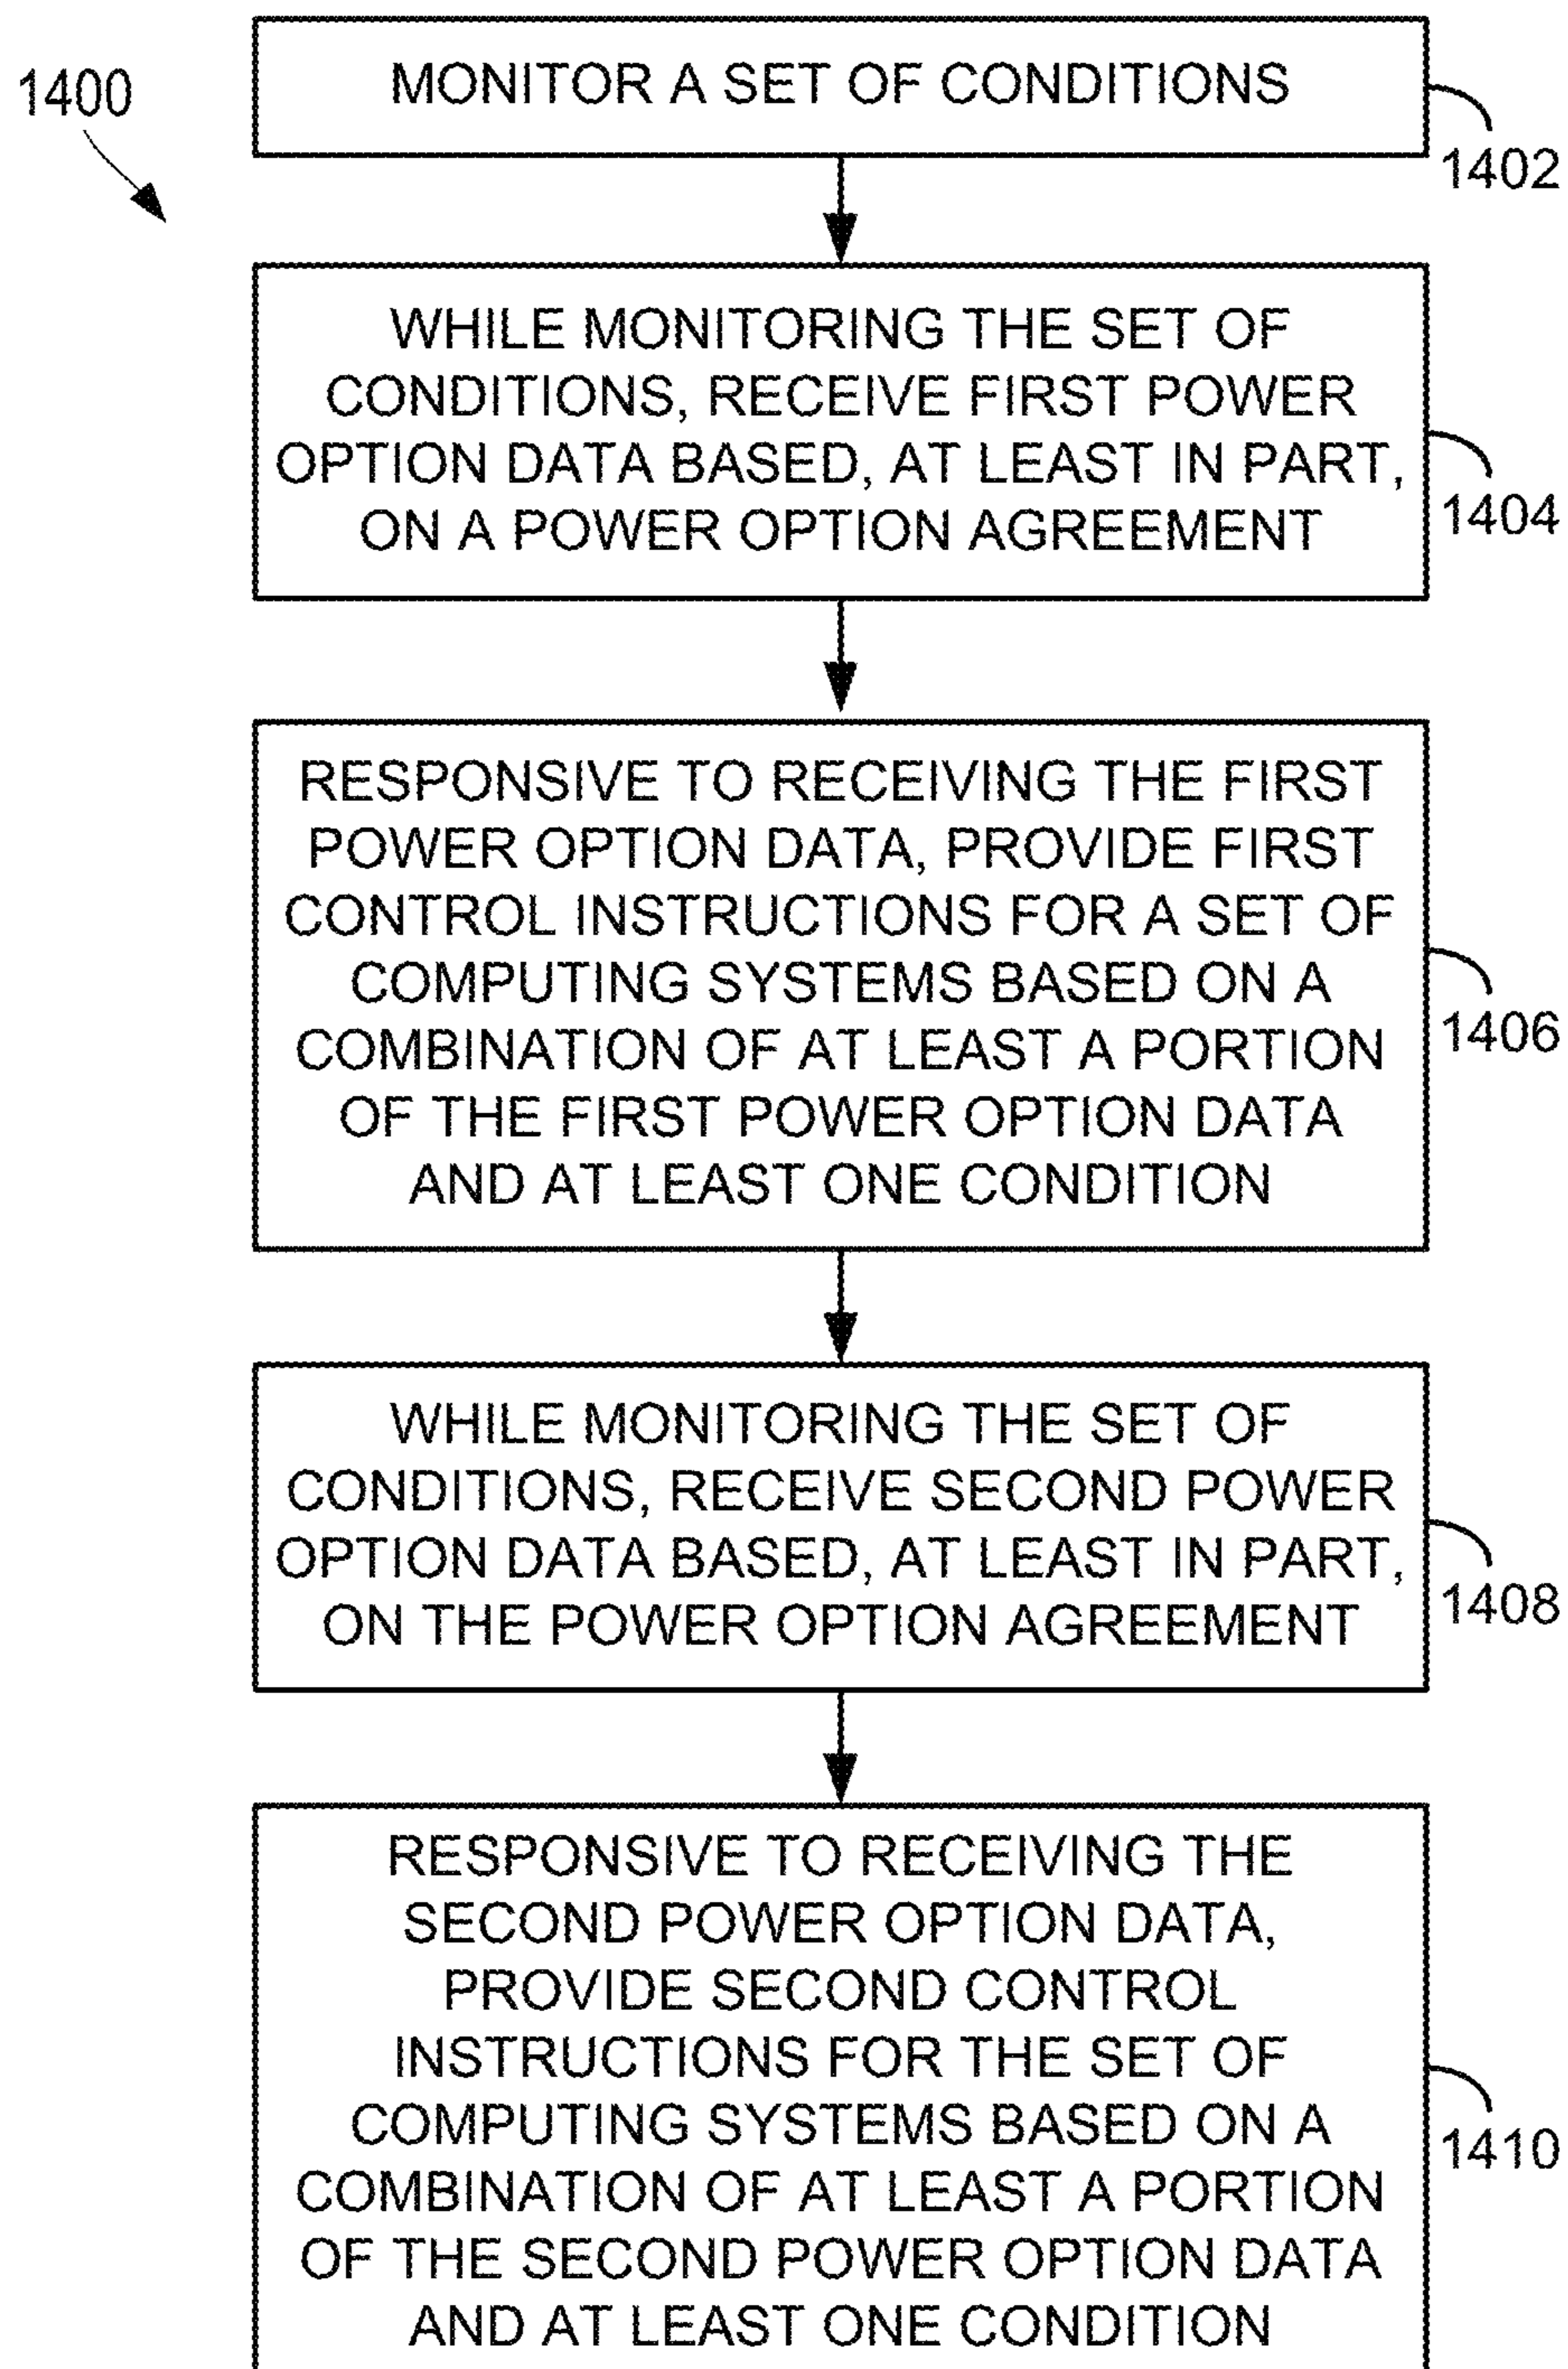 1400
MONITOR A SET OF CONDITIONS
1402
WHILE MONITORING THE SET OF
CONDITIONS, RECEIVE FIRST POWER
OPTION DATA BASED, AT LEAST IN PART,
ON A POWER OPTION AGREEMENT
1404
RESPONSIVE TO RECEIVING THE FIRST
POWER OPTION DATA, PROVIDE FIRST
CONTROL INSTRUCTIONS FOR A SET OF
COMPUTING SYSTEMS BASED ON A
COMBINATION OF AT LEAST A PORTION
OF THE FIRST POWER OPTION DATA
AND AT LEAST ONE CONDITION
1406
WHILE MONITORING THE SET OF
CONDITIONS, RECEIVE SECOND POWER
OPTION DATA BASED, AT LEAST IN PART,
ON THE POWER OPTION AGREEMENT
1408
RESPONSIVE TO RECEIVING THE
SECOND POWER OPTION DATA,
PROVIDE SECOND CONTROL
INSTRUCTIONS FOR THE SET OF
COMPUTING SYSTEMS BASED ON A
COMBINATION OF AT LEAST A PORTION
OF THE SECOND POWER OPTION DATA
AND AT LEAST ONE CONDITION
1410